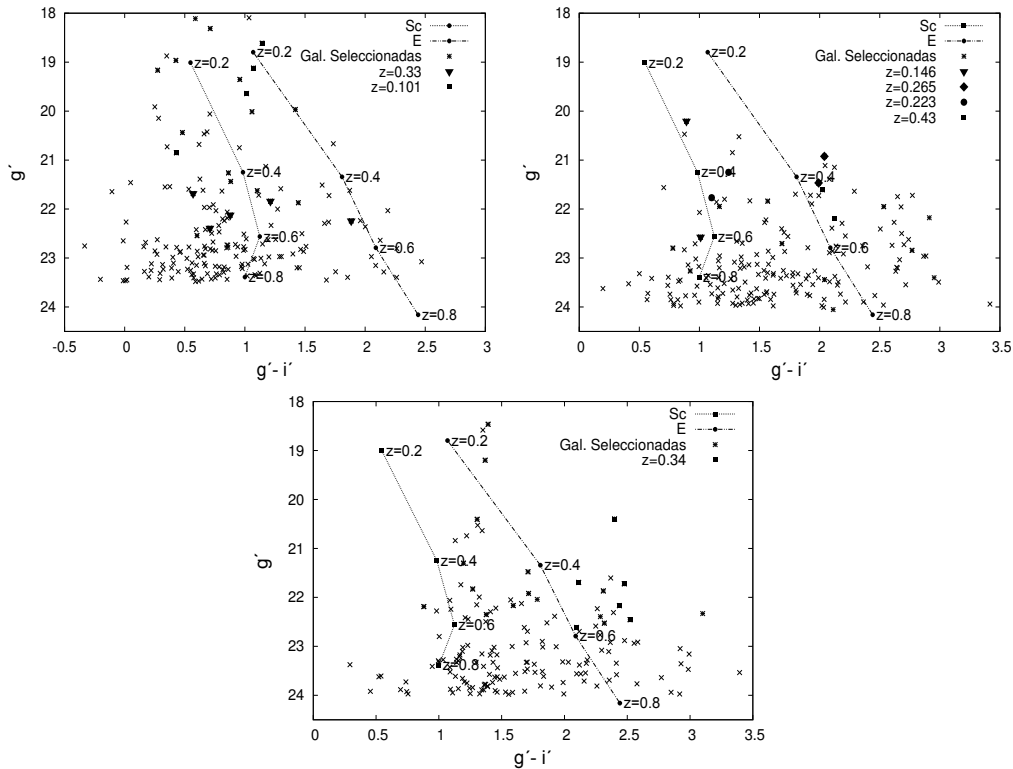 18
19
20
21
22
23
24
-0.5
0
0.5
1
1.5
2
2.5
3
g´
g´- i´
z=0.2
z=0.4
z=0.6
z=0.8
z=0.2
z=0.4
z=0.6
z=0.8
Sc
E
Gal. Seleccionadas
z=0.33
z=0.101
18
19
20
21
22
23
24
0
0.5
1
1.5
2
2.5
3
3.5
g´
g´- i´
z=0.2
z=0.4
z=0.6
z=0.8
z=0.2
z=0.4
z=0.6
z=0.8
Sc
E
Gal. Seleccionadas
z=0.146
z=0.265
z=0.223
z=0.43
18
19
20
21
22
23
24
0
0.5
1
1.5
2
2.5
3
3.5
g´
g´- i´
z=0.2
z=0.4
z=0.6
z=0.8
z=0.2
z=0.4
z=0.6
z=0.8
Sc
E
Gal. Seleccionadas
z=0.34